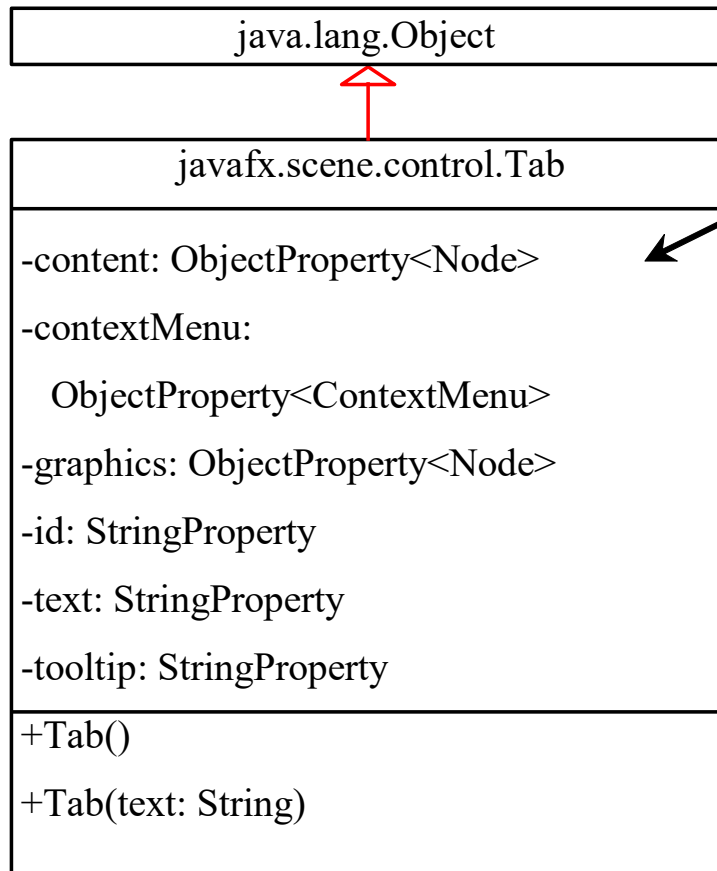 java.lang.Object
javafx.scene.control.Tab
-content: ObjectProperty<Node>
-contextMenu:
ObjectProperty<ContextMenu>
-graphics: ObjectProperty<Node>
-id: StringProperty
-text: StringProperty
-tooltip: StringProperty
+Tab()
+Tab(text: String)